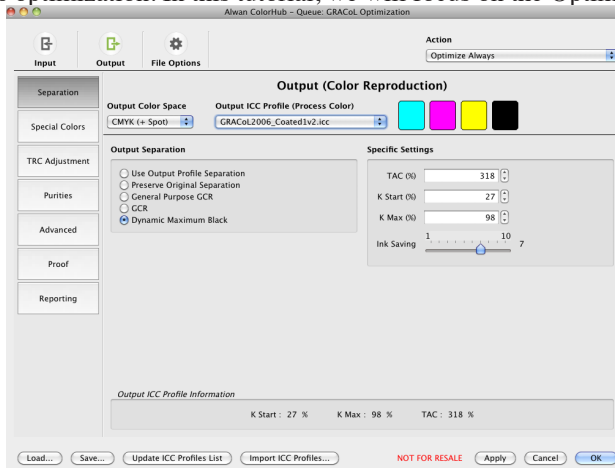 Alwan ColorHub – Queue: GRACoL Optimization
Input
Output
File Options
Action
Optimize Always
Output (Color Reproduction)
Separation
Special Colors
TRC Adjustment
Purities
Advanced
Proof
Reporting
Output Color Space
Output ICC Profile (Process Color)
CMYK (+ Spot)
GRACoL2006_Coated1v2.icc
Output Separation
Use Output Profile Separation
Preserve Original Separation
General Purpose GCR
GCR
Dynamic Maximum Black
Specific Settings
TAC (%) 318
K Start (%) 27
K Max (%) 98
1 10
Ink Saving 7
Output ICC Profile Information
K Start : 27 % K Max : 98 % TAC : 318 %
Load... Save... Update ICC Profiles List Import ICC Profiles... NOT FOR RESALE Apply Cancel OK